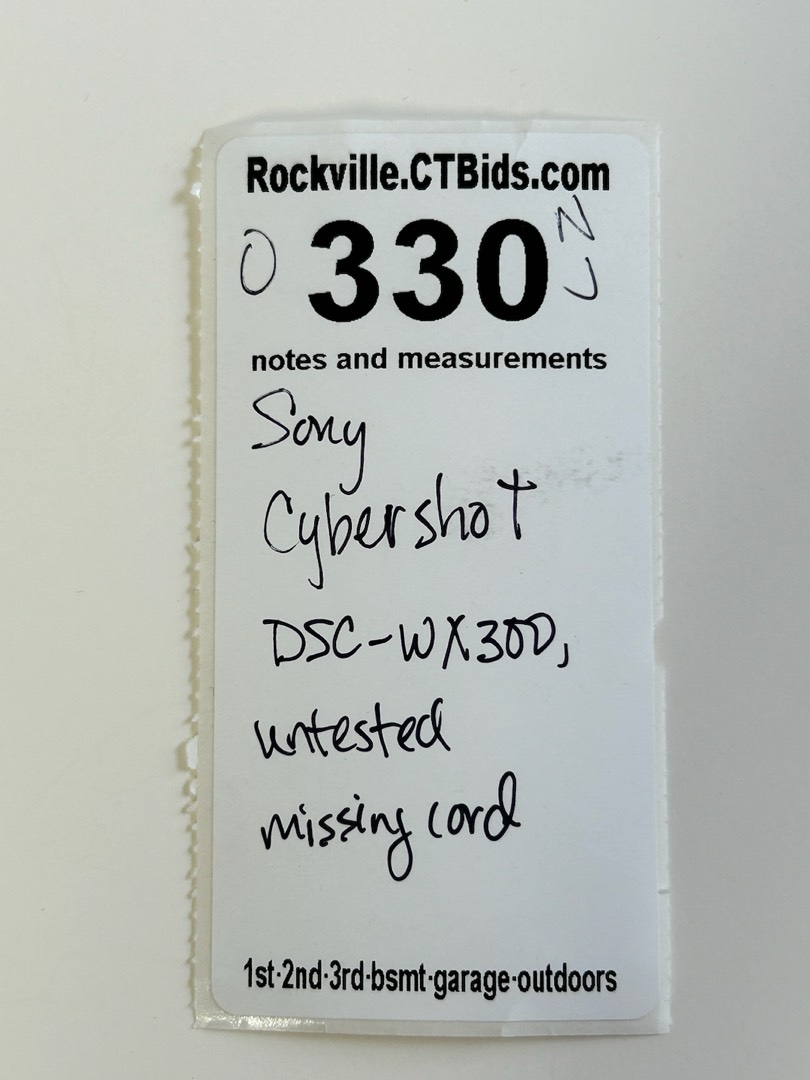 Rockville.CTBids.com
O 330 N
notes and measurements
Sony
Cybershot
DSC-WX300,
untested
missing cord
1st·2nd·3rd·bsmt·garage·outdoors